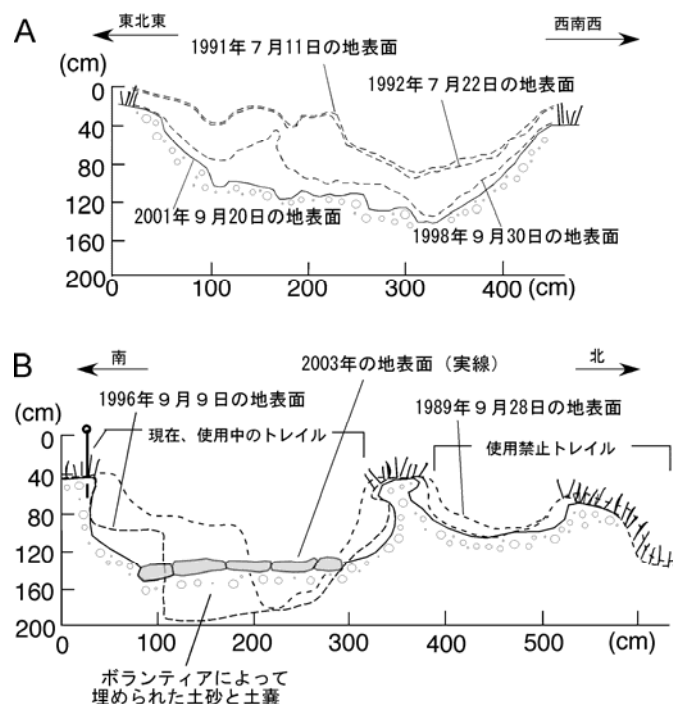 A
東北東
西南西
1991年7月11日の地表面
(cm)
1992年7月22日の地表面
0
40
80
120
160
200
2001年9月20日の地表面
1998年9月30日の地表面
0
100
200
300
400
(cm)
B
南
2003年の地表面(実線)
北
1996年9月9日の地表面
1989年9月28日の地表面
(cm)
現在、使用中のトレイル
使用禁止トレイル
0
40
80
120
160
200
0
100
200
300
400
500
(cm)
ボランティアによって
埋められた土砂と土嚢